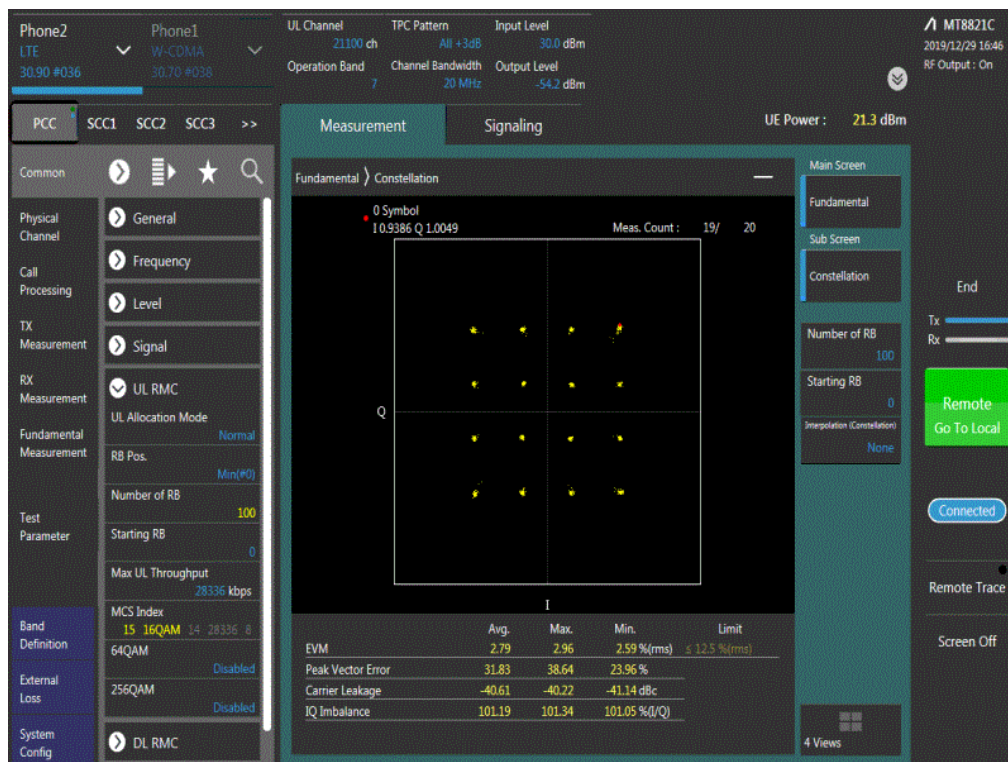 Phone2
LTE
30.90 #036
Phone1
W-CDMA
30.70 #038
UL Channel
21100 ch
Operation Band
7
TPC Pattern
All +3dB
Channel Bandwidth
20 MHz
Input Level
30.0 dBm
Output Level
-54.2 dBm
MT8821C
2019/12/29 16:46
RF Output : On
PCC SCC1 SCC2 SCC3 >>
Measurement Signaling
UE Power : 21.3 dBm
Common
Physical
Channel
Call
Processing
TX
Measurement
RX
Measurement
Fundamental
Measurement
Test
Parameter
Band
Definition
External
Loss
System
Config
General
Frequency
Level
Signal
UL RMC
UL Allocation Mode
Normal
RB Pos.
Min(#0)
Number of RB
100
Starting RB
0
Max UL Throughput
28336 kbps
MCS Index
15 16QAM 14 28336 8
64QAM
Disabled
256QAM
Disabled
DL RMC
Fundamental 〉 Constellation
0 Symbol
I 0.9386 Q 1.0049
Meas. Count : 19/ 20
Q
I
Avg. Max. Min. Limit
EVM 2.79 2.96 2.59 %(rms) ≤ 12.5 %(rms)
Peak Vector Error 31.83 38.64 23.96 %
Carrier Leakage -40.61 -40.22 -41.14 dBc
IQ Imbalance 101.19 101.34 101.05 %(I/Q)
Main Screen
Fundamental
Sub Screen
Constellation
Number of RB
100
Starting RB
0
Interpolation (Constellation)
None
4 Views
End
Tx
Rx
Remote
Go To Local
Connected
Remote Trace
Screen Off